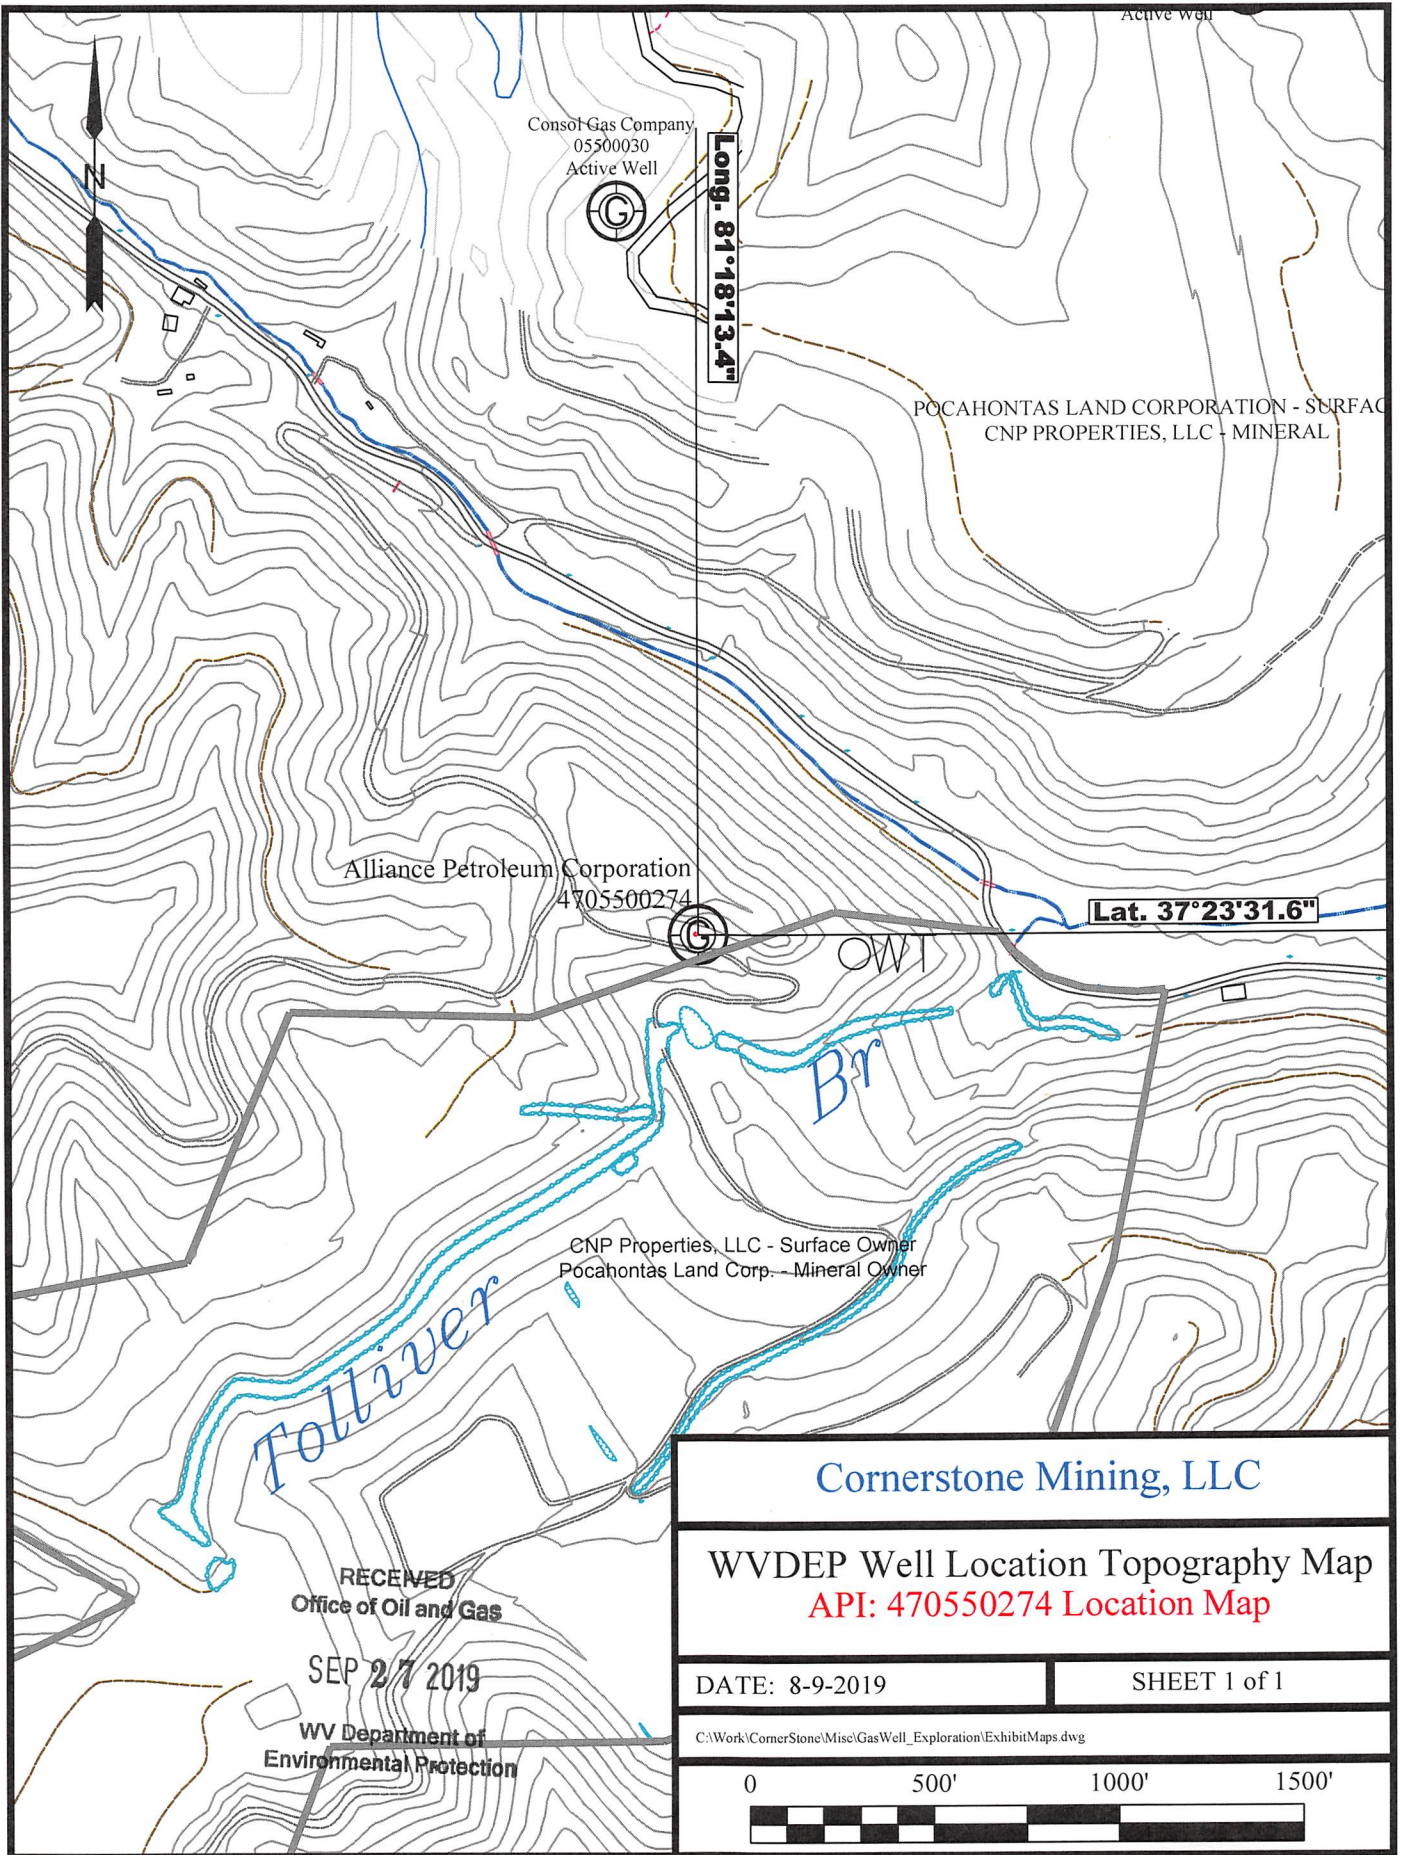 Active Well
N
Consol Gas Company
05500030
Active Well
G
Long. 81°18'13.4"
POCAHONTAS LAND CORPORATION - SURFAC
CNP PROPERTIES, LLC - MINERAL
Alliance Petroleum Corporation
4705500274
G
Lat. 37°23'31.6"
OWT
Br
CNP Properties, LLC - Surface Owner
Pocahontas Land Corp. - Mineral Owner
Tolliver
RECEIVED
Office of Oil and Gas
SEP 27 2019
WV Department of
Environmental Protection
Cornerstone Mining, LLC
WVDEP Well Location Topography Map
API: 470550274 Location Map
DATE: 8-9-2019
SHEET 1 of 1
C:\Work\CornerStone\Misc\GasWell_Exploration\ExhibitMaps.dwg
0 500' 1000' 1500'